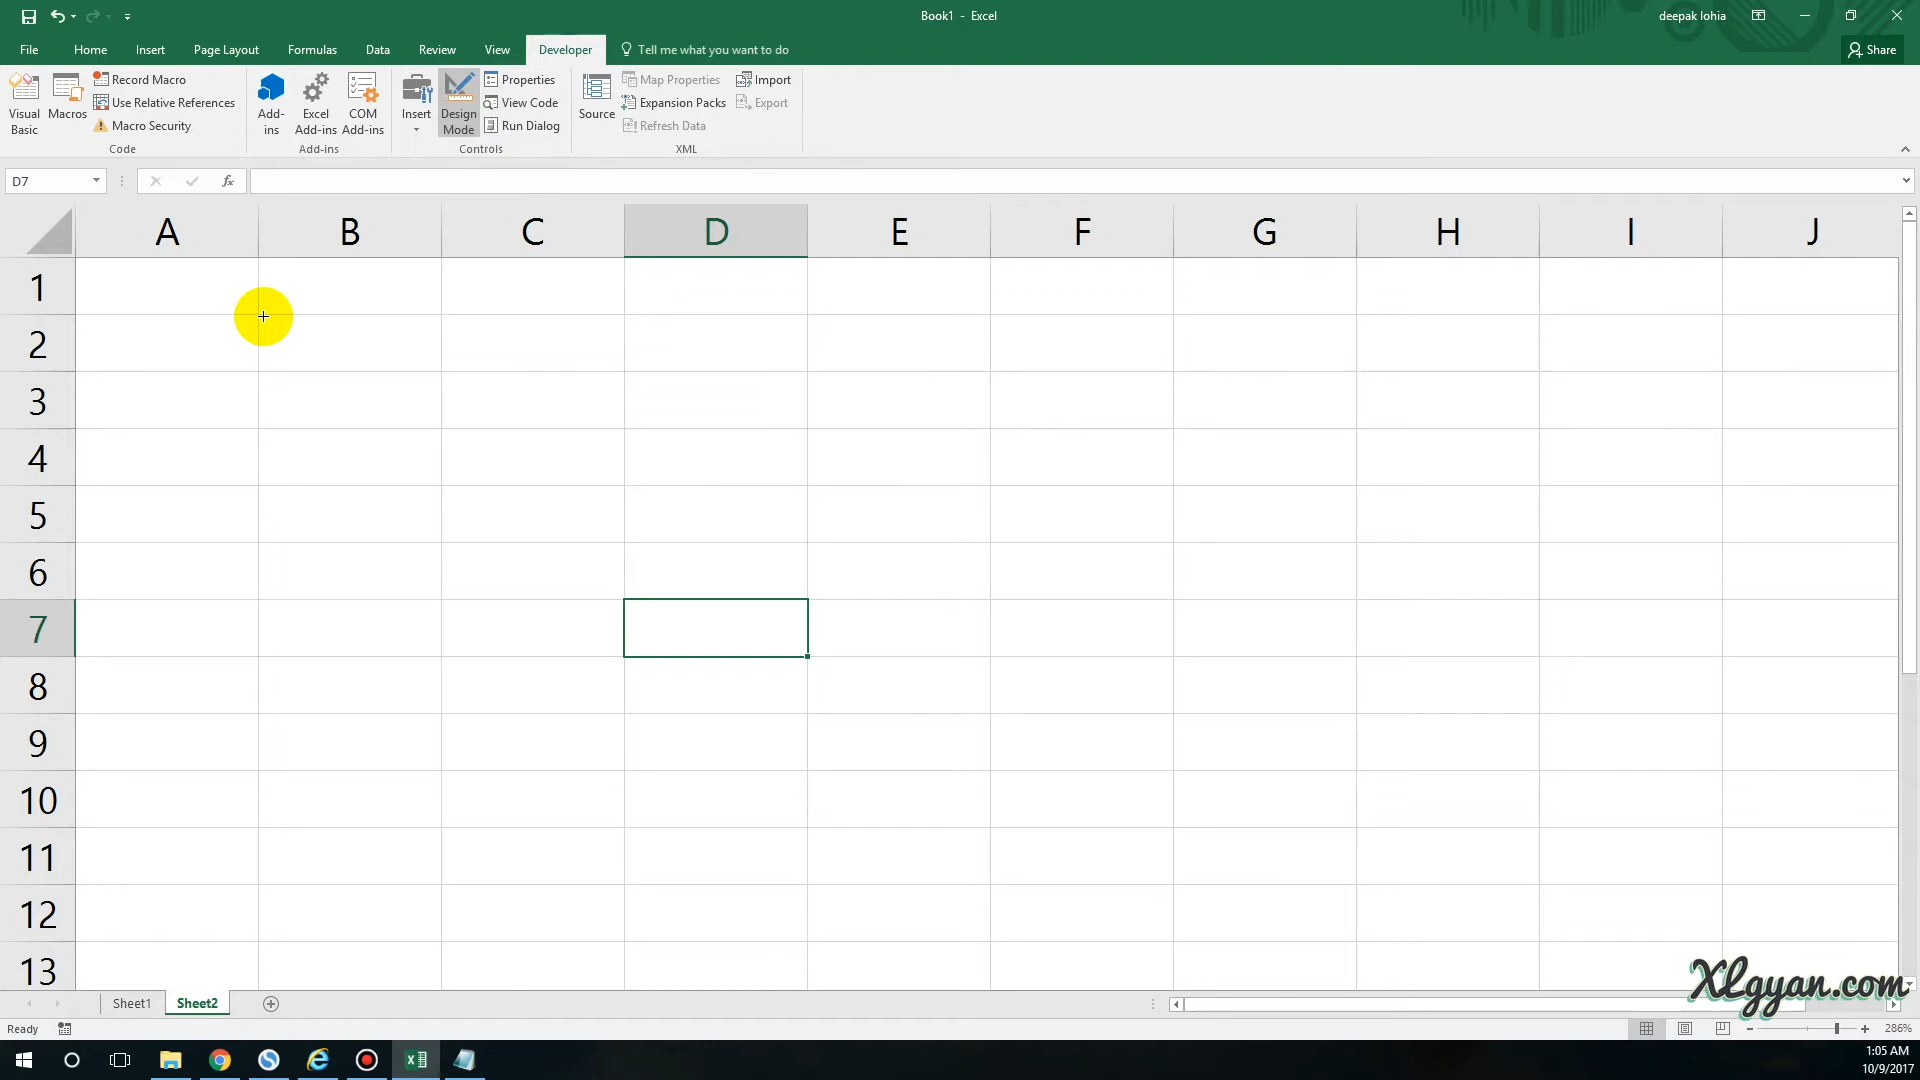 Book1 - Excel
deepak lohia
File Home Insert Page Layout Formulas Data Review View Developer Tell me what you want to do
Share
Visual Basic
Macros
Record Macro
Use Relative References
Macro Security
Code
Add-ins
Excel Add-ins
COM Add-ins
Add-ins
Insert
Design Mode
Properties
View Code
Run Dialog
Controls
Source
Map Properties
Expansion Packs
Refresh Data
Import
Export
XML
D7
fx
A B C D E F G H I J
1
2
3
4
5
6
7
8
9
10
11
12
13
XLgyan.com
Sheet1 Sheet2
Ready
286%
1:05 AM
10/9/2017